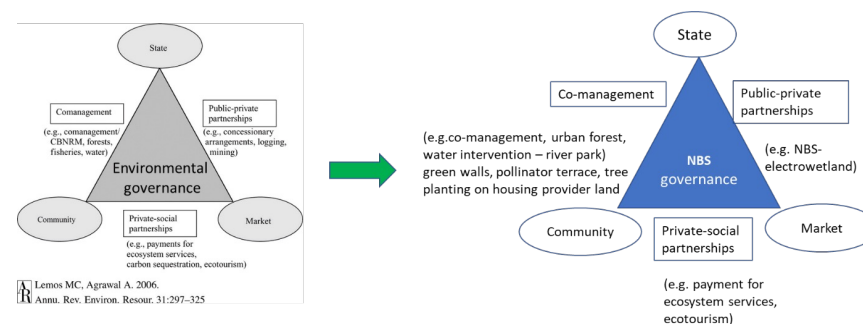 State
Comanagement
(e.g., comanagement/
CBNRM, forests,
fisheries, water)
Public-private
partnerships
(e.g., concessionary
arrangements, logging,
mining)
Environmental
governance
Community
Market
Private-social
partnerships
(e.g., payments for
ecosystem services,
carbon sequestration, ecotourism)
AR Lemos MC, Agrawal A. 2006.
Annu. Rev. Environ. Resour. 31:297–325
State
Co-management
Public-private
partnerships
(e.g.co-management, urban forest,
water intervention – river park)
green walls, pollinator terrace, tree
planting on housing provider land
NBS
governance
(e.g. NBS-
electrowetland)
Community
Private-social
partnerships
Market
(e.g. payment for
ecosystem services,
ecotourism)